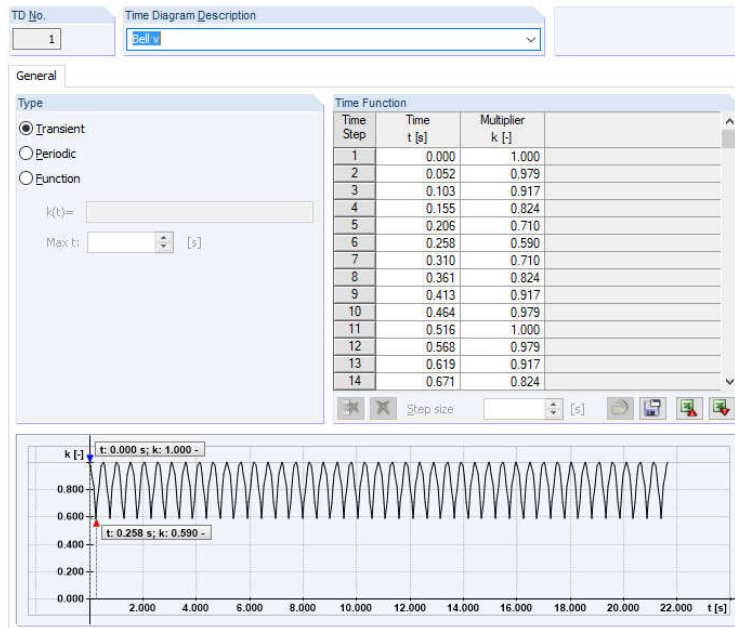 TD No.
1
Time Diagram Description
Bell v
General
Type
Transient
Periodic
Function
k(t)=
Max t:
[s]
Time Function
Time Step
Time t [s]
Multiplier k [-]
1 0.000 1.000
2 0.052 0.979
3 0.103 0.917
4 0.155 0.824
5 0.206 0.710
6 0.258 0.590
7 0.310 0.710
8 0.361 0.824
9 0.413 0.917
10 0.464 0.979
11 0.516 1.000
12 0.568 0.979
13 0.619 0.917
14 0.671 0.824
Step size
[s]
k [-]
t: 0.000 s; k: 1.000 -
0.800
0.600
t: 0.258 s; k: 0.590 -
0.400
0.200
0.000
2.000 4.000 6.000 8.000 10.000 12.000 14.000 16.000 18.000 20.000 22.000 t [s]